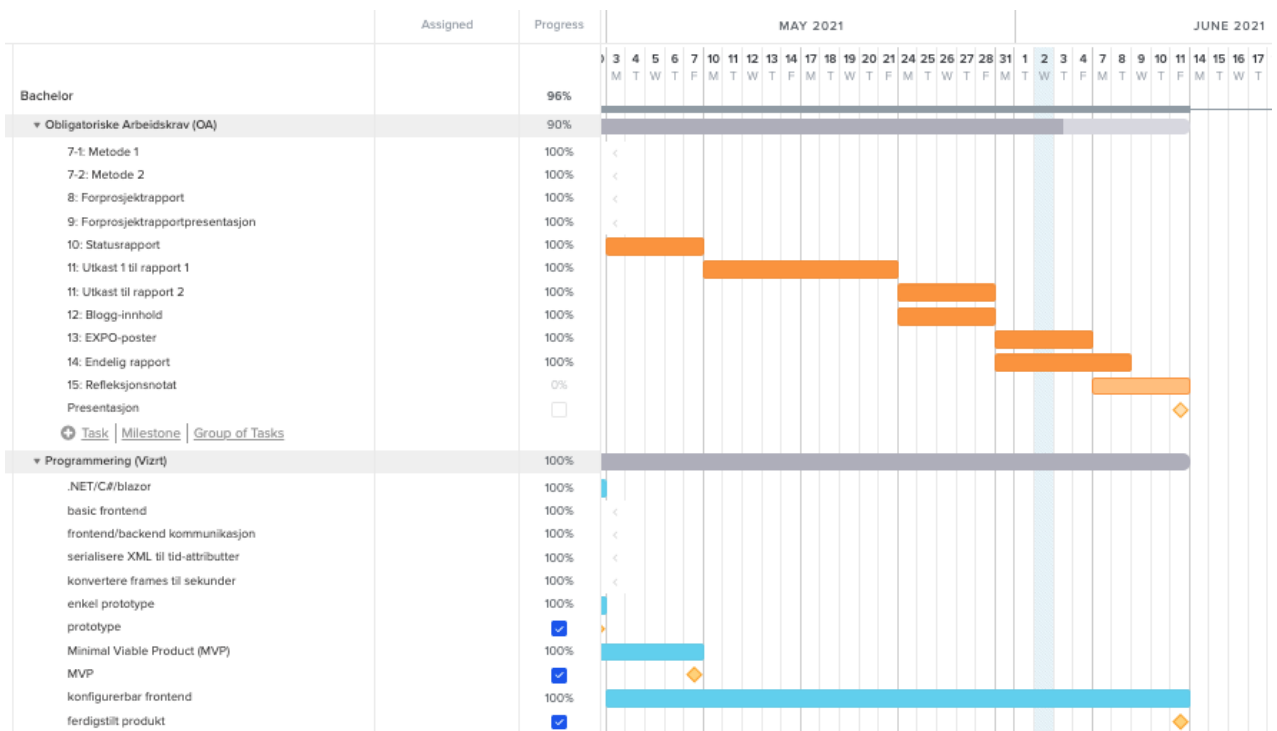 Assigned Progress MAY 2021 JUNE 2021
3 4 5 6 7 10 11 12 13 14 17 18 19 20 21 24 25 26 27 28 31 1 2 3 4 7 8 9 10 11 14 15 16 17
M T W T F M T W T F M T W T F M T W T F M T W T F M T W T F M T W T
Bachelor 96%
Obligatoriske Arbeidskrav (OA) 90%
7-1: Metode 1 100%
7-2: Metode 2 100%
8: Forprosjektrapport 100%
9: Forprosjektrapportpresentasjon 100%
10: Statusrapport 100%
11: Utkast 1 til rapport 1 100%
11: Utkast til rapport 2 100%
12: Blogg-innhold 100%
13: EXPO-poster 100%
14: Endelig rapport 100%
15: Refleksjonsnotat 0%
Presentasjon
Task | Milestone | Group of Tasks
Programmering (Vizrt) 100%
.NET/C#/blazor 100%
basic frontend 100%
frontend/backend kommunikasjon 100%
serialisere XML til tid-attributter 100%
konvertere frames til sekunder 100%
enkel prototype 100%
prototype
Minimal Viable Product (MVP) 100%
MVP
konfigurerbar frontend 100%
ferdigstilt produkt